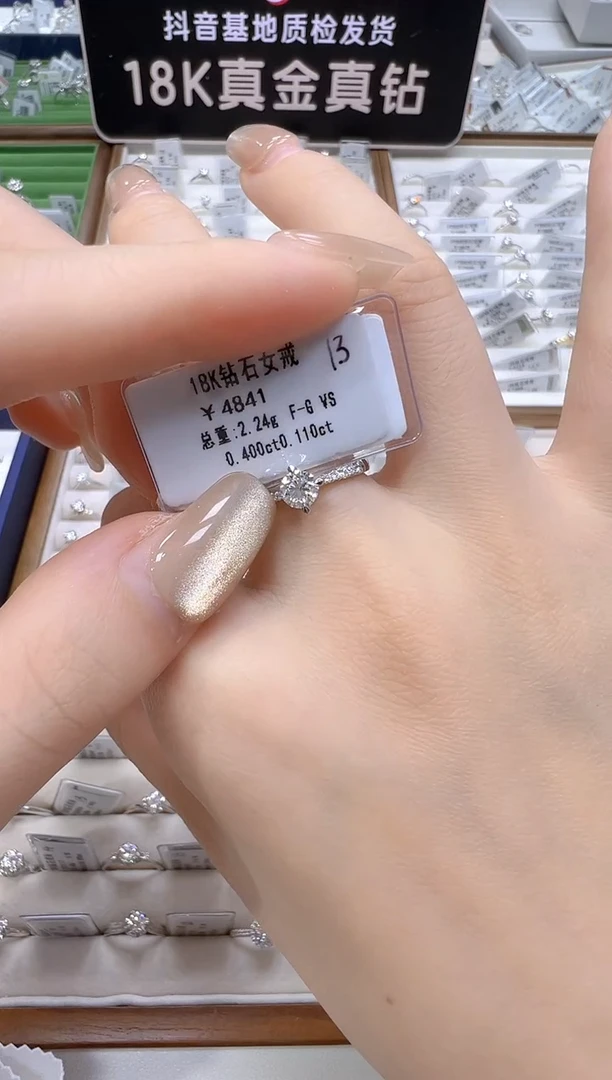 抖音基地质检发货
18K真金真钻
18K钻石女戒 13
￥4841
总重:2.24g F-G VS
0.400ct0.110ct